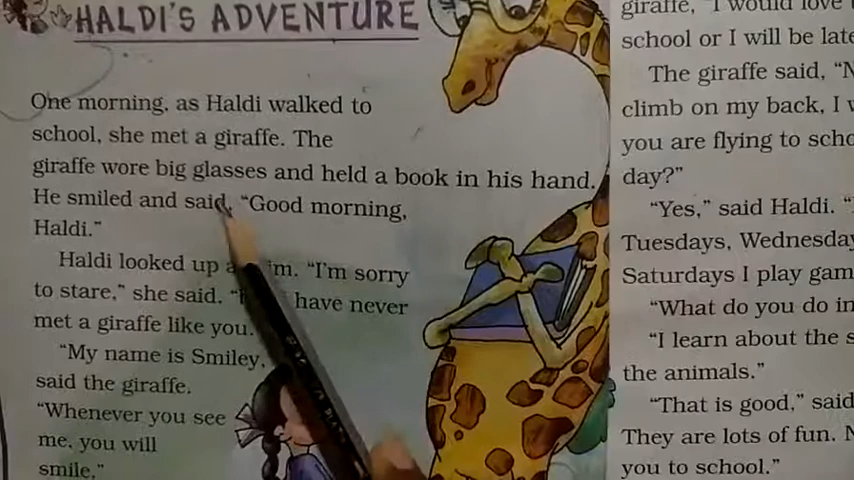 HALDI'S ADVENTURE
One morning, as Haldi walked to
school, she met a giraffe. The
giraffe wore big glasses and held a book in his hand.
He smiled and said, "Good morning,
Haldi."
Haldi looked up a "I'm sorry
to stare," she said. have never
met a giraffe like you.
"My name is Smiley,
said the giraffe.
"Whenever you see
me, you will
smile."
giraffe, "I would love
school or I will be late
The giraffe said,
climb on my back, I
you are flying to school
day?"
"Yes," said Haldi.
Tuesdays, Wednesdays
Saturdays I play
"What do you do in
"I learn about the
the animals."
"That is good,"
They are lots of fun.
you to school."